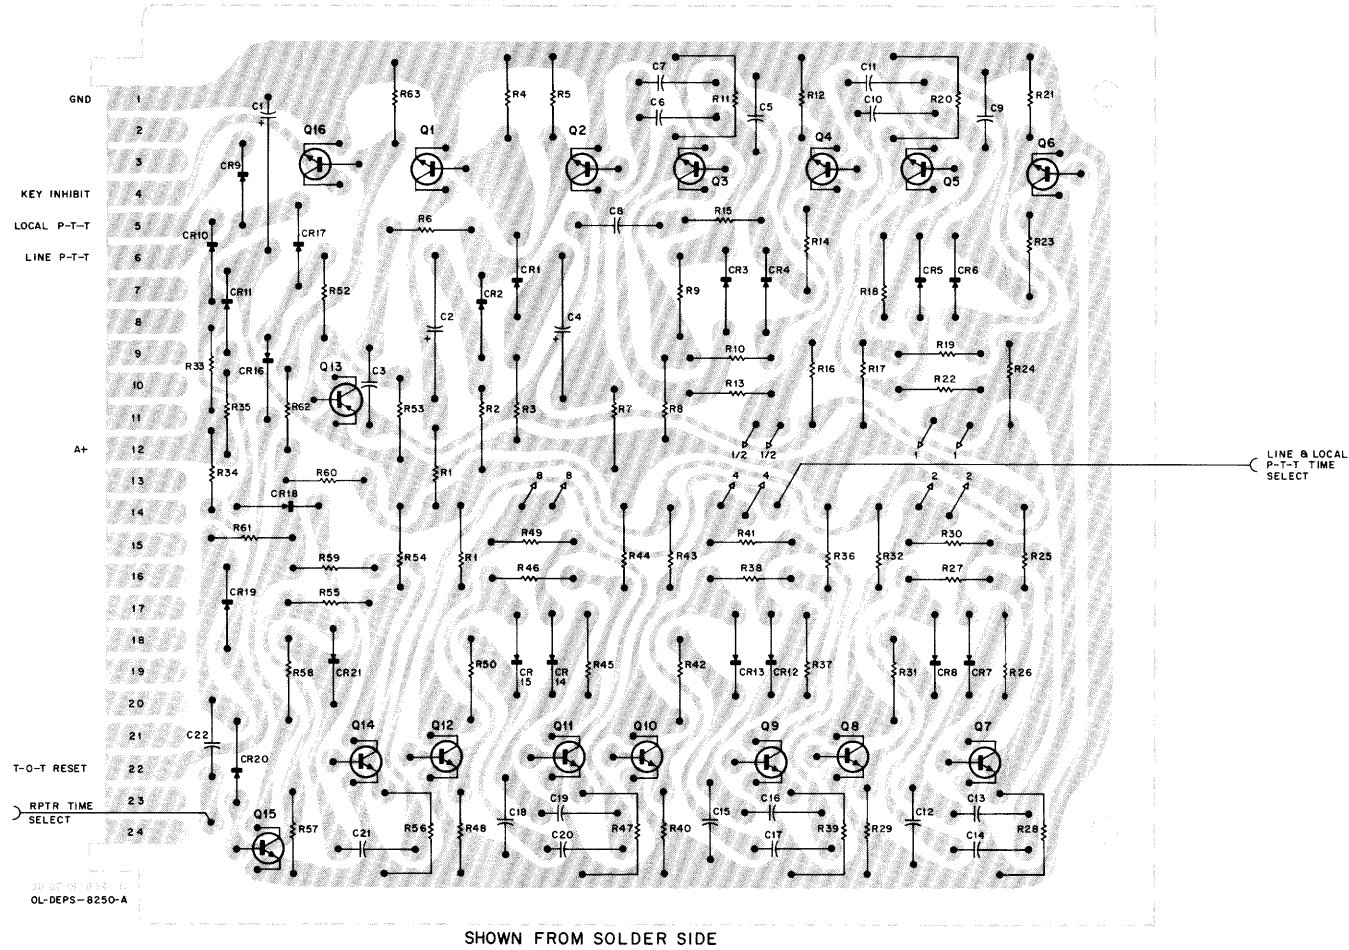 C7
C11
GND 1 C1 R63 R4 R5 C6 R11 C5 R12 C10 R20 C9 R21
2 Q16 Q1 Q2 Q4 Q6
3 CR9 Q3 Q5
KEY INHIBIT 4
LOCAL P-T-T 5 CR10 CR17 R6 C8 R15 R14 R23
LINE P-T-T 6 CR1 CR3 CR4 CR5 CR6
7 CR11 R52 CR2 R9 R18
8 C2 C4
9 R33 CR16 Q13 C3 R10 R16 R17 R19 R24
10 R13 R22
11 R35 R62 R53 R2 R3 R7 R8
A+ 12 1/2 1/2 1 1
13 R34 R60 R1 8 8 4 4 2 2
LINE & LOCAL
P-T-T TIME
SELECT
14 CR18
15 R61 R59 R54 R1 R49 R44 R43 R41 R36 R32 R30 R25
16 R55 R46 R38 R27
17 CR19
18
19 R58 CR21 R50 CR
15 CR
14 R45 R42 CR13 CR12 R37 R31 CR8 CR7 R26
20
21 C22 Q14 Q12 Q11 Q10 Q9 Q8 Q7
T-O-T RESET 22 CR20
23
RPTR TIME
SELECT
24 Q15 R57 C21 R56 R48 C18 C19 C20 R47 R40 C15 C16 C17 R39 R29 C12 C13 C14 R28
OL-DEPS-8250-A
SHOWN FROM SOLDER SIDE